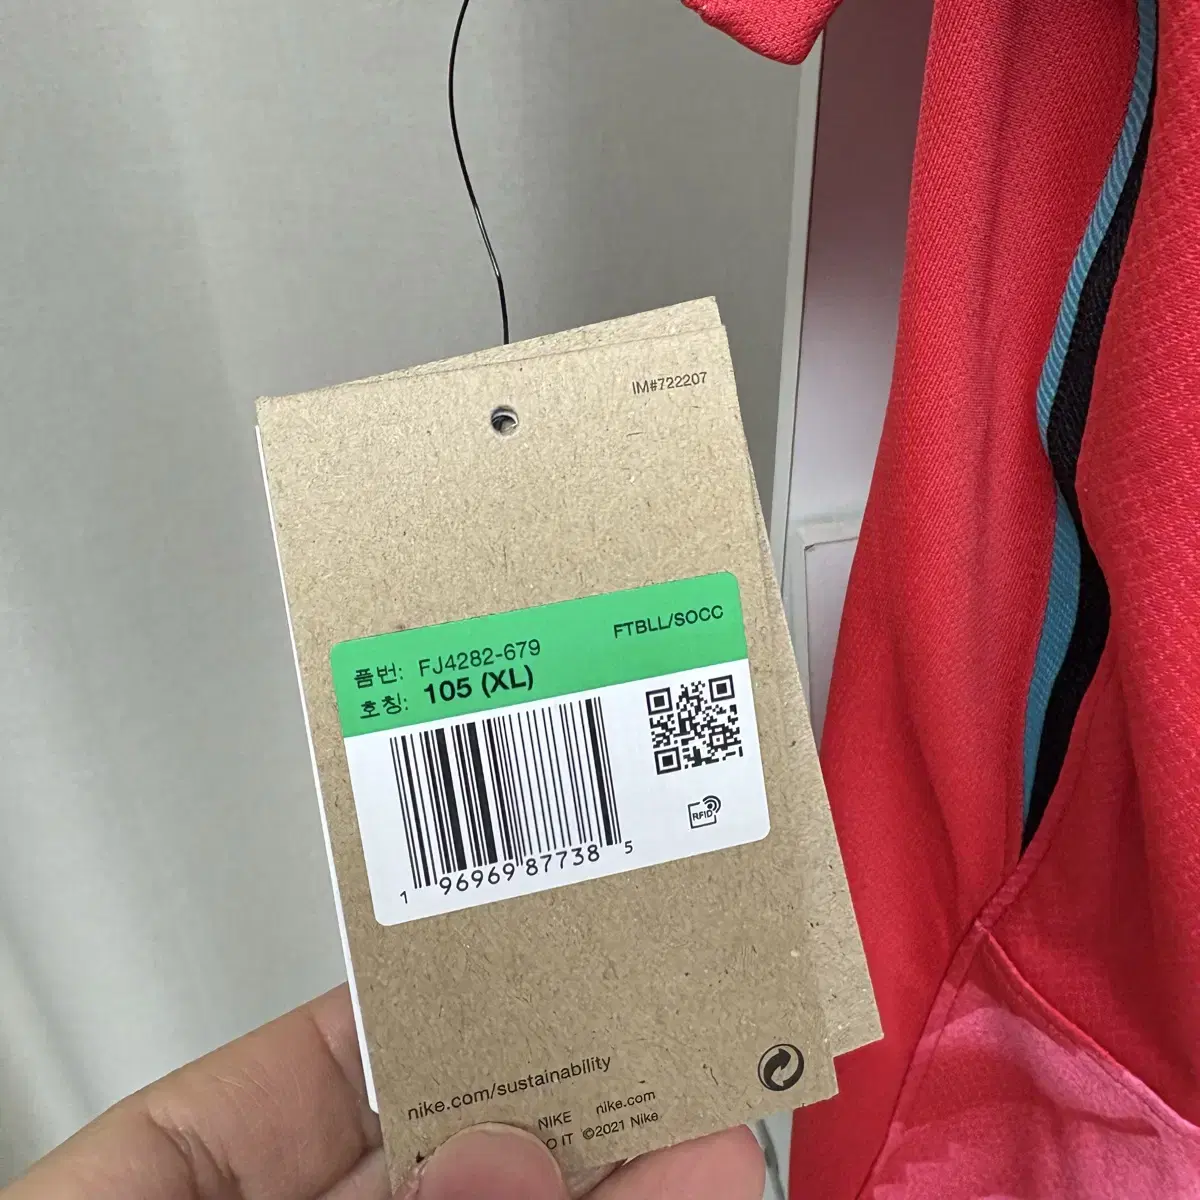 IM#722207
품번: FJ4282-679
FTBLL/SOCC
호칭: 105 (XL)
RFID
1 96969 87738 5
nike.com/sustainability
NIKE nike.com
O IT ©2021 Nike